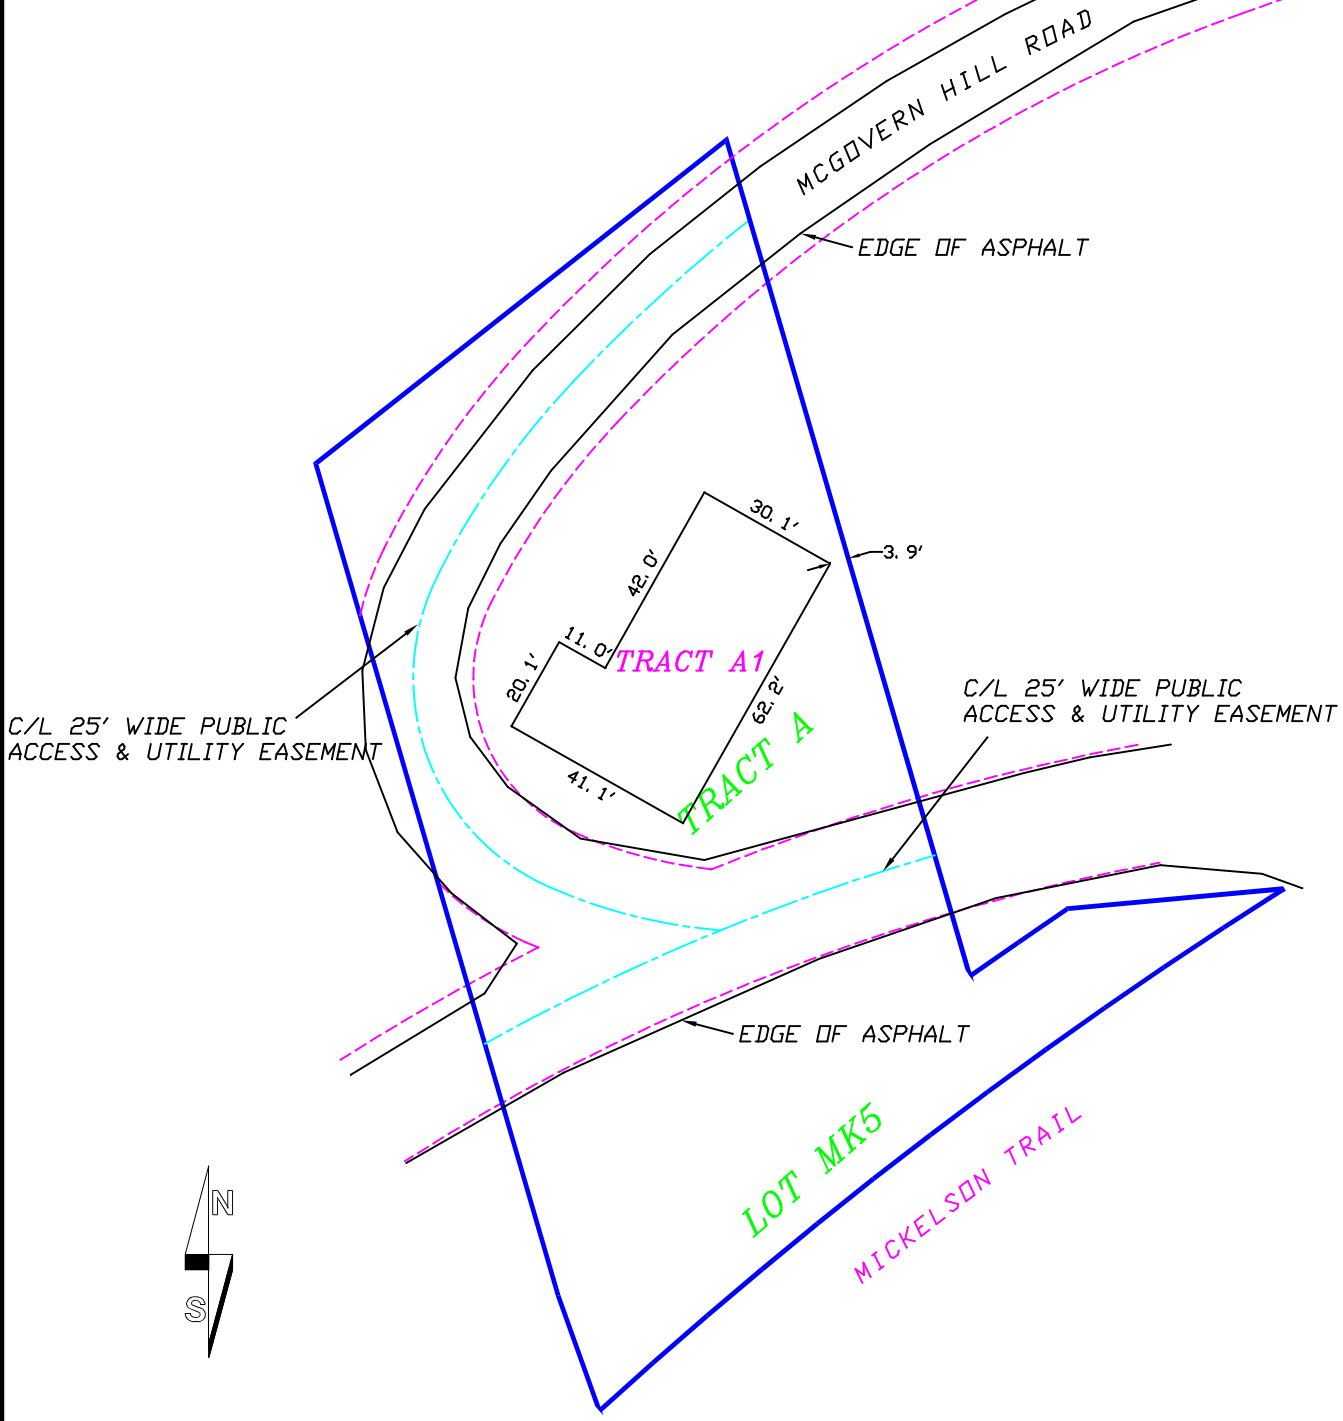 MCGOVERN HILL ROAD
EDGE OF ASPHALT
30.1'
3.9'
42.0'
11.0'
TRACT A1
20.1'
62.2'
C/L 25' WIDE PUBLIC
ACCESS & UTILITY EASEMENT
C/L 25' WIDE PUBLIC
ACCESS & UTILITY EASEMENT
TRACT A
41.1'
EDGE OF ASPHALT
LOT MK5
MICKELSON TRAIL
N
S